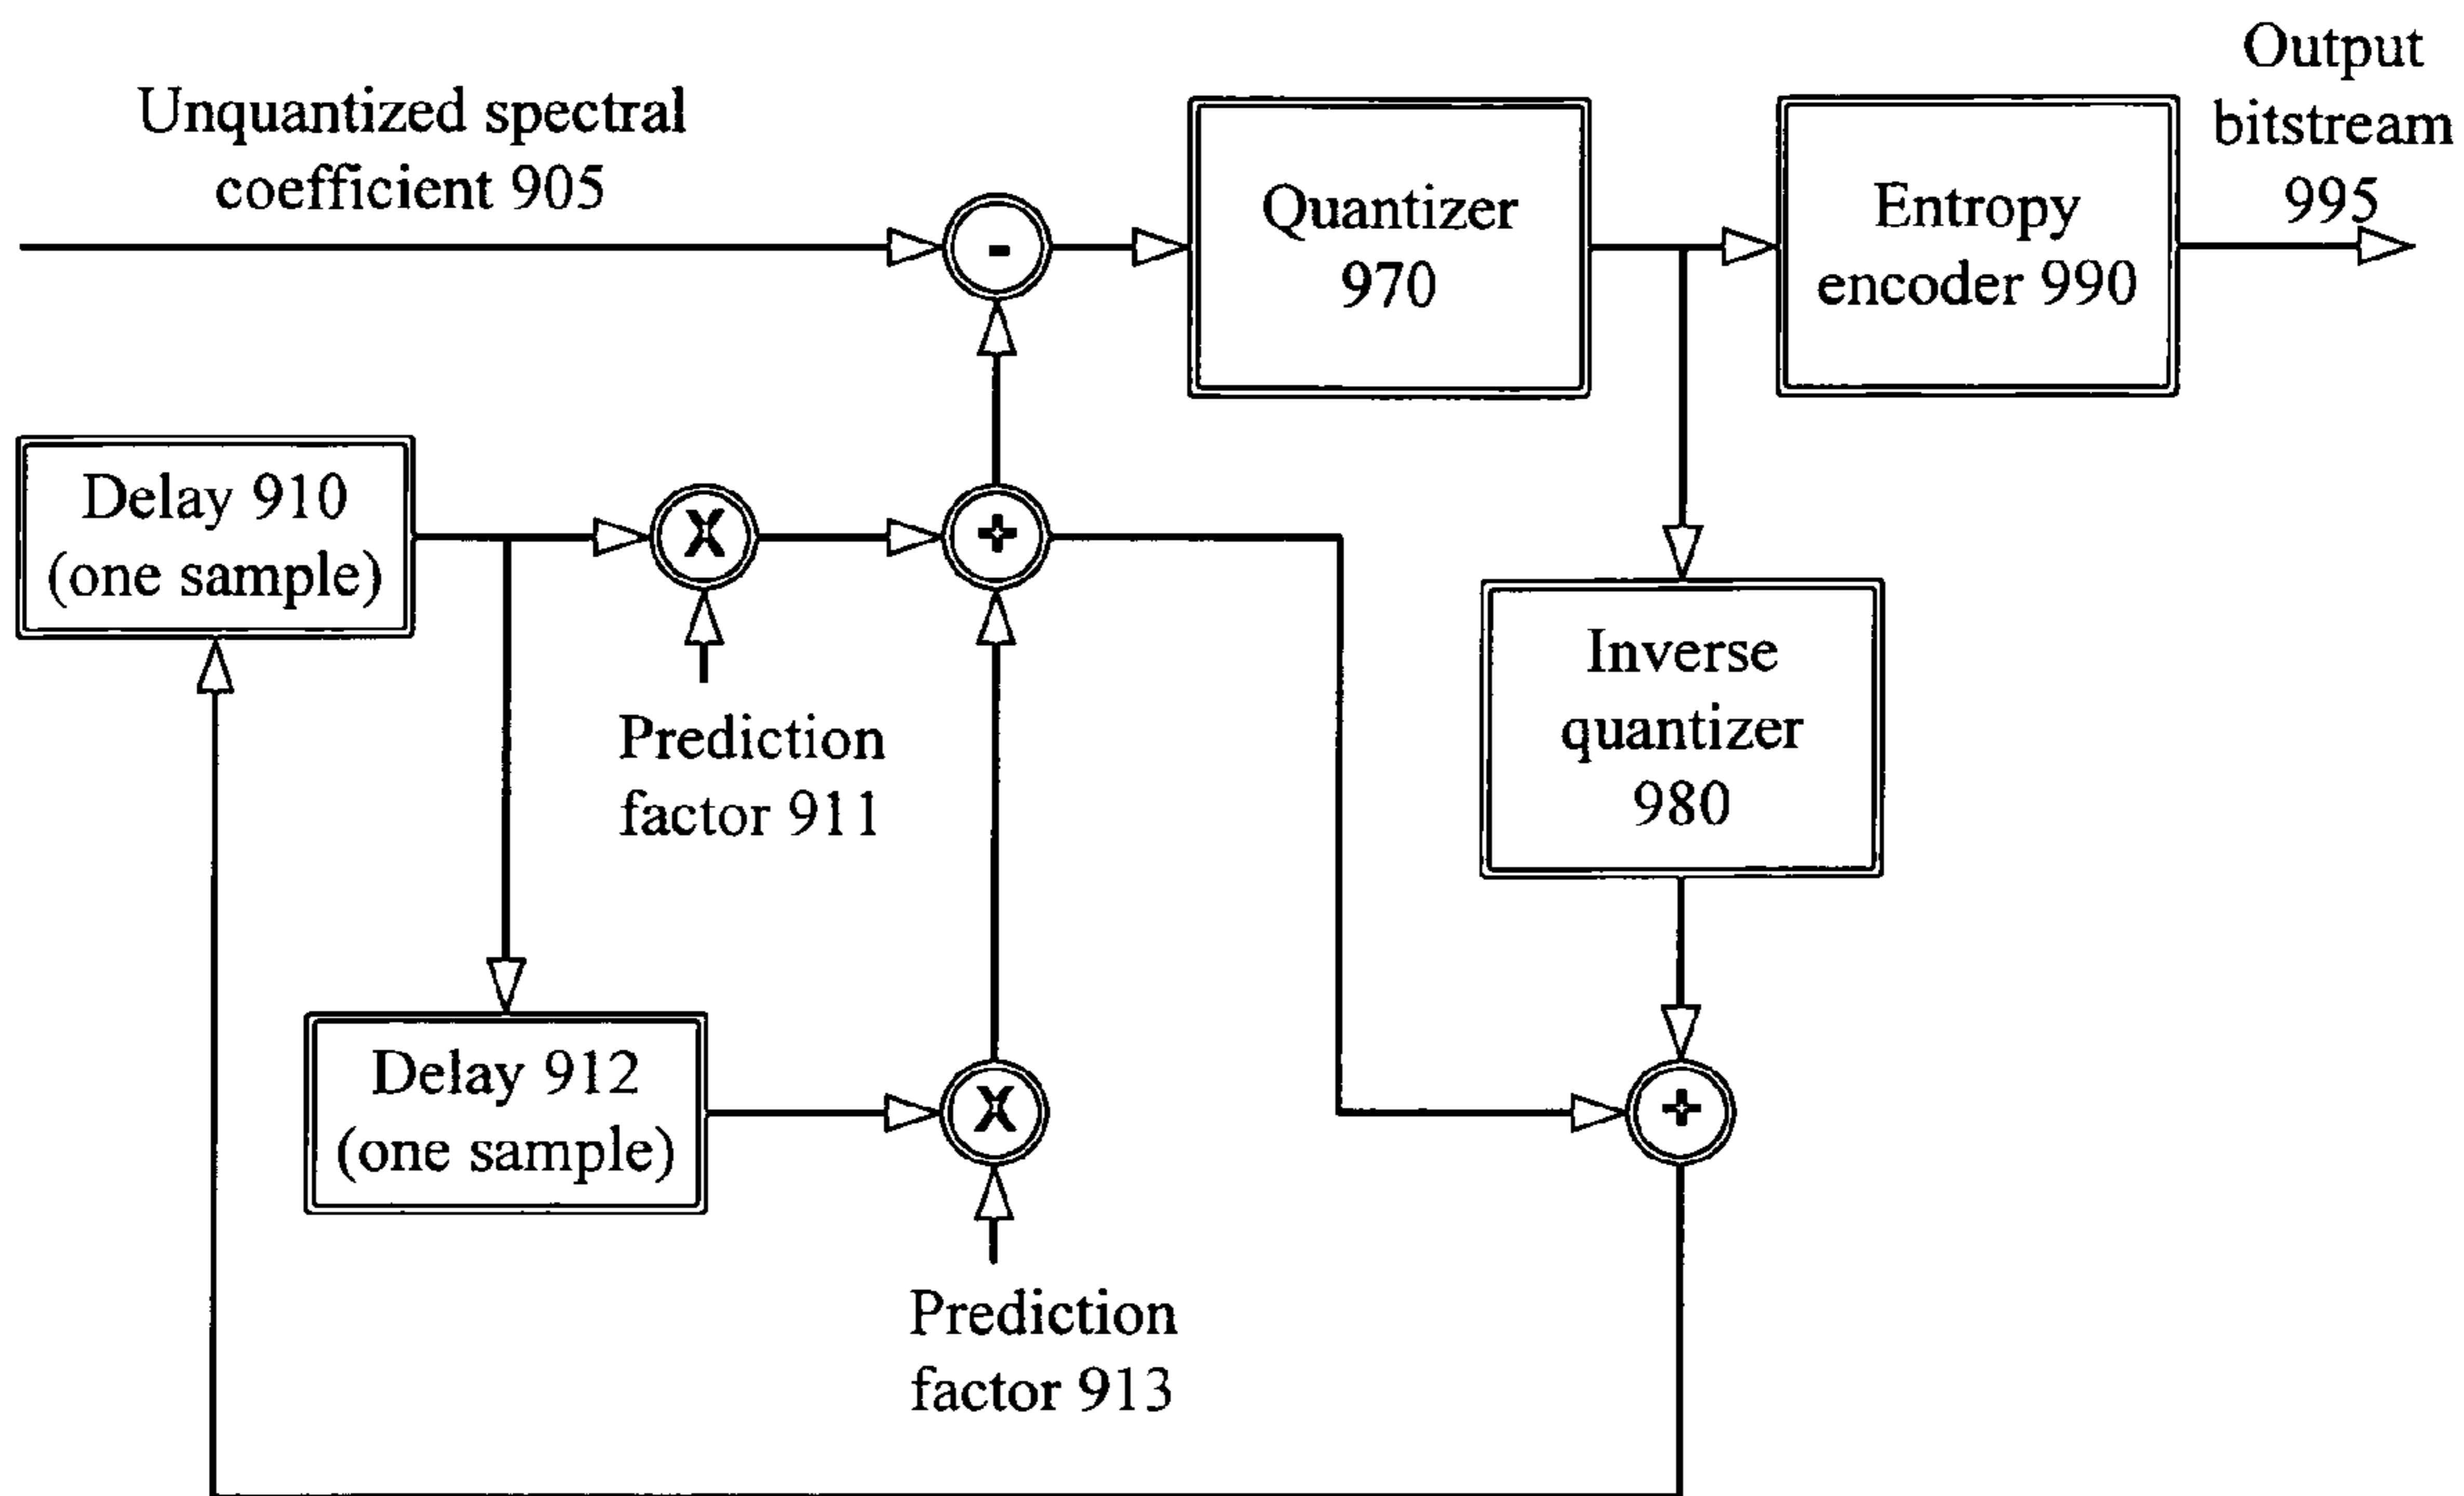 Unquantized spectral
coefficient 905
-
Quantizer
970
Entropy
encoder 990
Output
bitstream
995
Delay 910
(one sample)
X
+
Prediction
factor 911
Inverse
quantizer
980
Delay 912
(one sample)
X
+
Prediction
factor 913